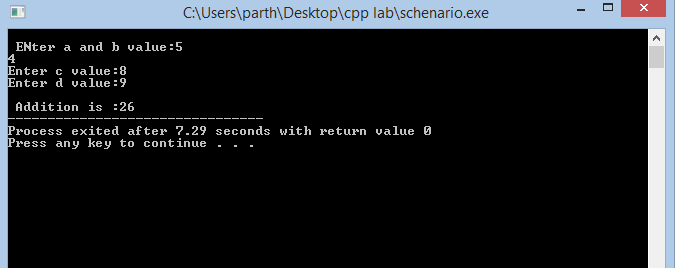 C:\Users\parth\Desktop\cpp lab\schenario.exe
ENter a and b value:5
4
Enter c value:8
Enter d value:9
Addition is :26
--------------------------------
Process exited after 7.29 seconds with return value 0
Press any key to continue . . .